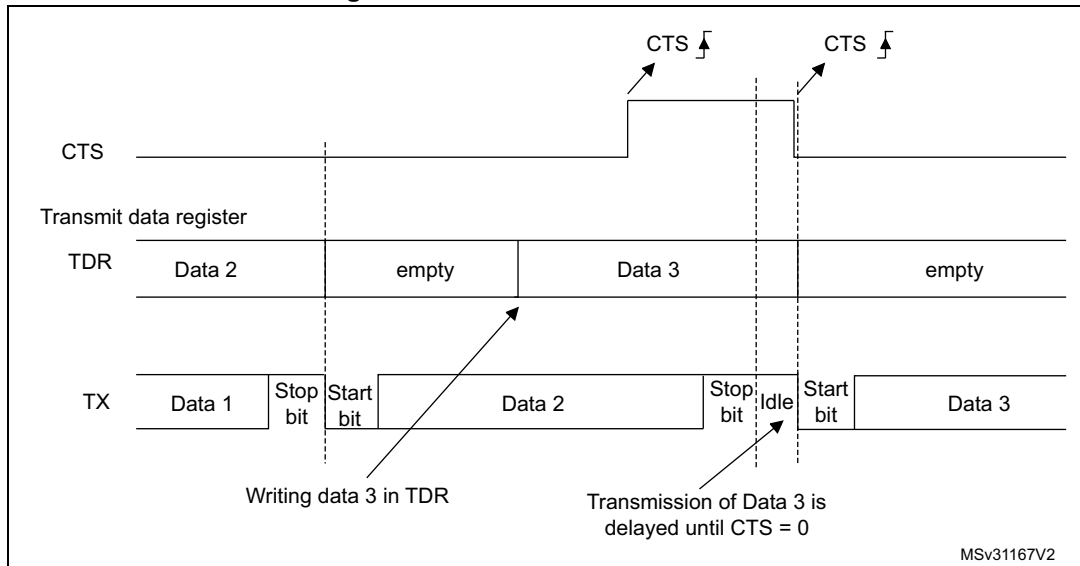 CTS CTS
CTS
Transmit data register
TDR Data 2 empty Data 3 empty
TX Data 1 Stop bit Start bit Data 2 Stop bit Idle Start bit Data 3
Writing data 3 in TDR
Transmission of Data 3 is
delayed until CTS = 0
MSv31167V2